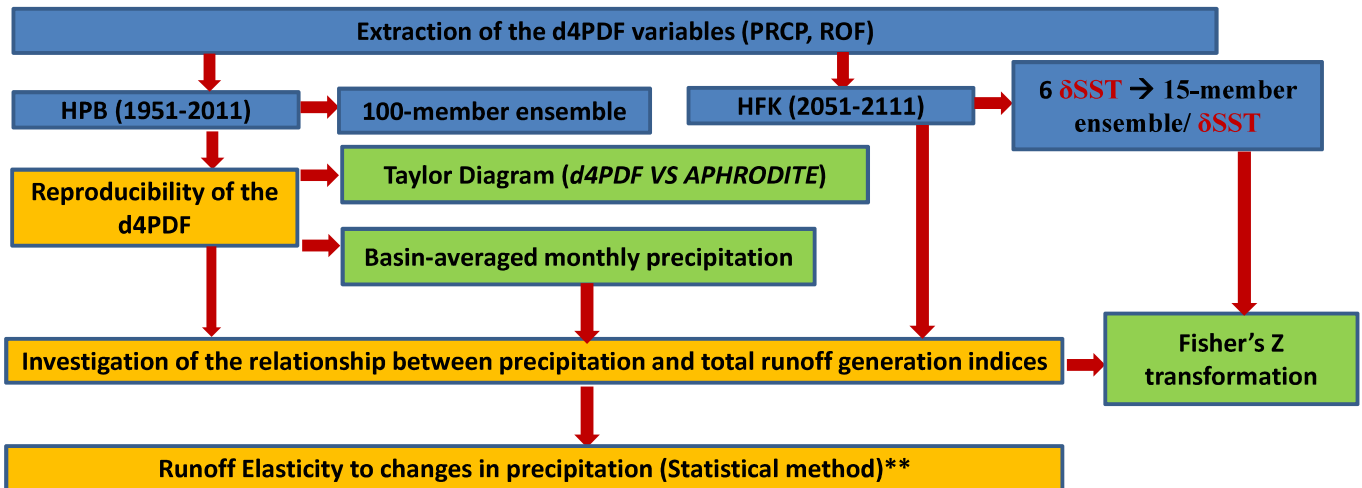 Extraction of the d4PDF variables (PRCP, ROF)
HPB (1951-2011)
100-member ensemble
HFK (2051-2111)
6 δSST → 15-member
ensemble/ δSST
Reproducibility of the
d4PDF
Taylor Diagram (d4PDF VS APHRODITE)
Basin-averaged monthly precipitation
Investigation of the relationship between precipitation and total runoff generation indices
Fisher's Z
transformation
Runoff Elasticity to changes in precipitation (Statistical method)**